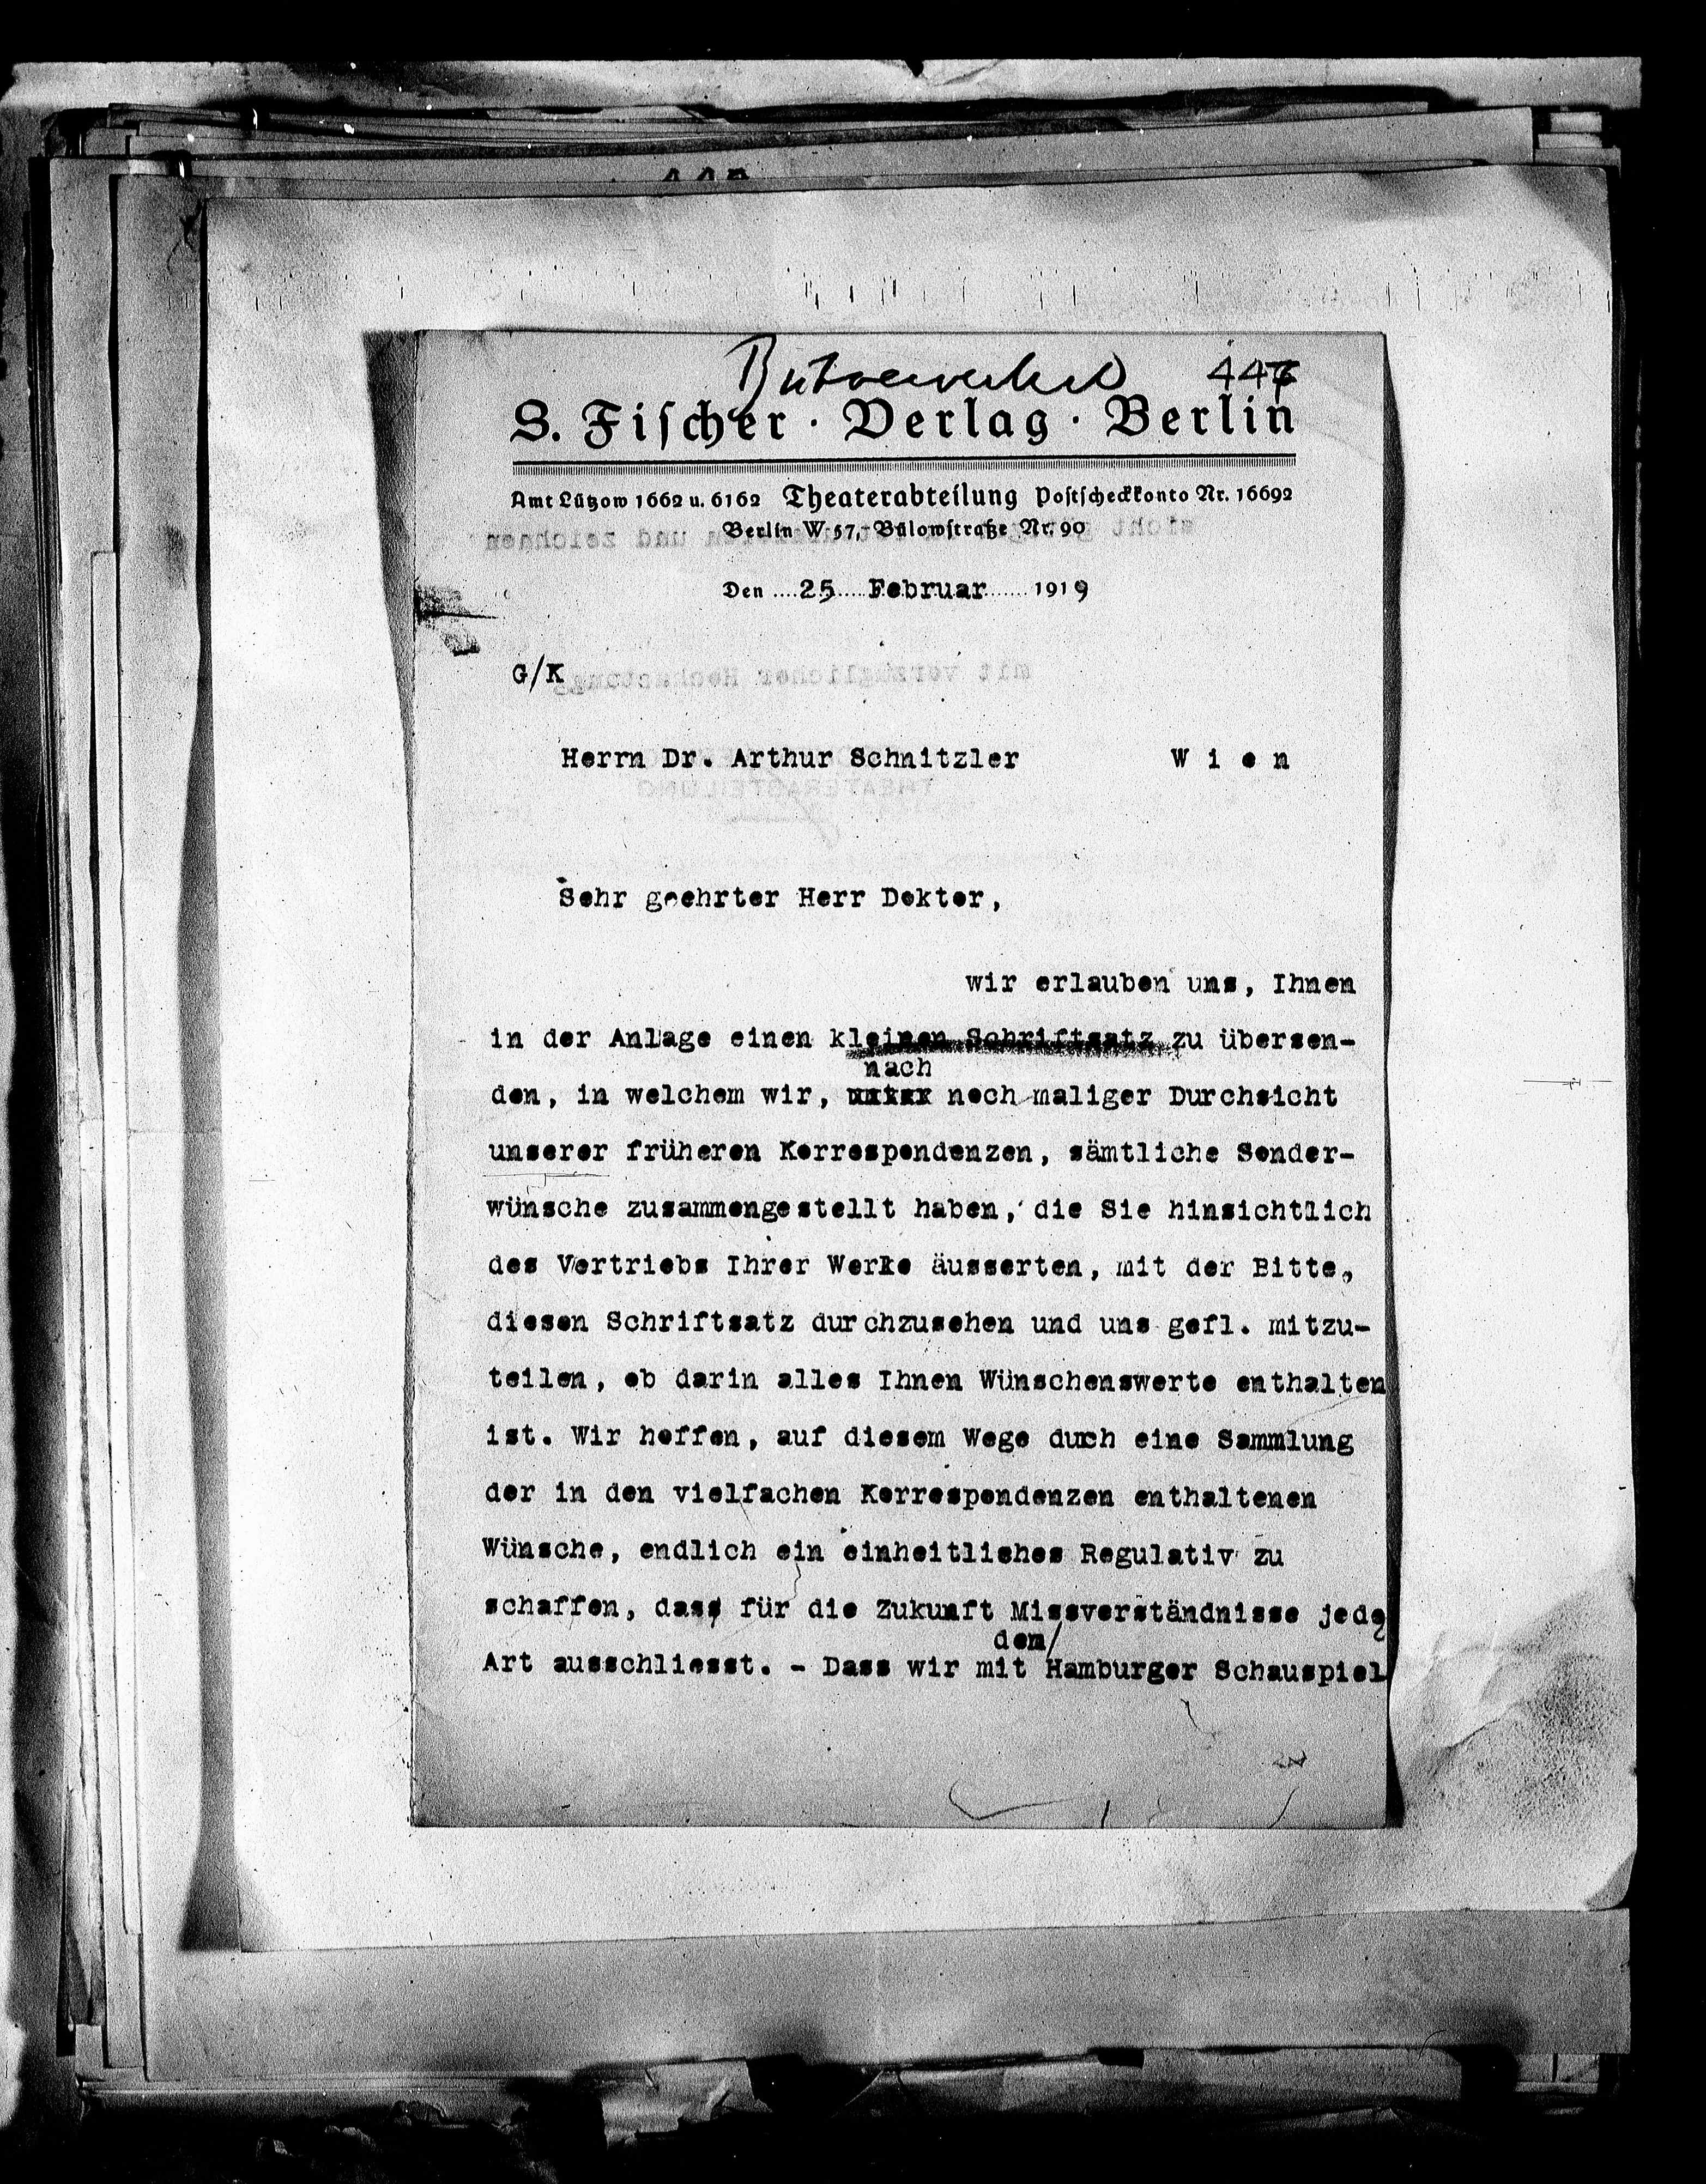 447
S. Fischer · Verlag · Berlin
Amt Lützow 1662 u. 6162 Theaterabteilung Postscheckkonto Nr. 16692
Berlin W 57, Bülowstraße Nr. 90
Den 25 Februar 1919
G/K
Herrn Dr. Arthur Schnitzler Wien
Sehr geehrter Herr Doktor,
wir erlauben uns, Ihnen
in der Anlage einen kleinen Schriftsatz zu übersen-
nach
den, in welchem wir, unter noch maliger Durchsicht
unserer früheren Korrespondenzen, sämtliche Sonder-
wünsche zusammengestellt haben, die Sie hinsichtlich
des Vertriebs Ihrer Werke äusserten, mit der Bitte,
diesen Schriftsatz durchzusehen und uns gefl. mitzu-
teilen, ob darin alles Ihnen Wünschenswerte enthalten
ist. Wir hoffen, auf diesem Wege durch eine Sammlung
der in den vielfachen Korrespondenzen enthaltenen
Wünsche, endlich ein einheitliches Regulativ zu
schaffen, dass für die Zukunft Missverständnisse jede
dem/
Art ausschliesst. - Dass wir mit Hamburger Schauspiel